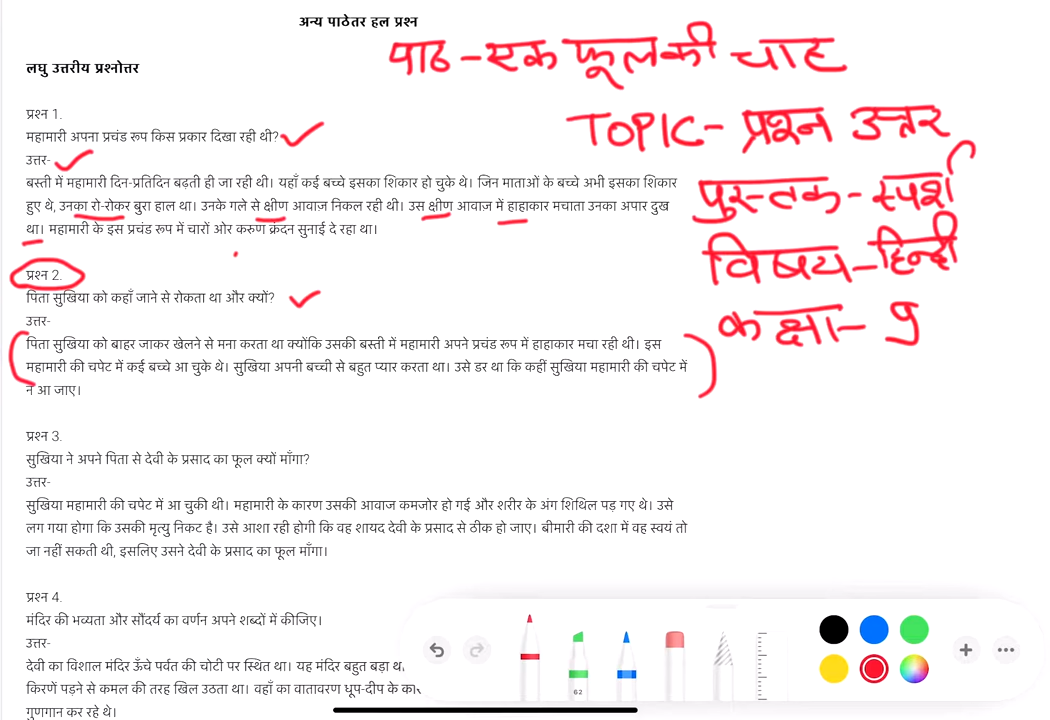 अन्य पाठेतर हल प्रश्न
पाठ - एक फूल की चाह
लघु उत्तरीय प्रश्नोत्तर
TOPIC - प्रश्न उत्तर
पुस्तक - स्पर्श
विषय - हिन्दी
कक्षा - 9
प्रश्न 1.
महामारी अपना प्रचंड रूप किस प्रकार दिखा रही थी?
उत्तर-
बस्ती में महामारी दिन-प्रतिदिन बढ़ती ही जा रही थी। यहाँ कई बच्चे इसका शिकार हो चुके थे। जिन माताओं के बच्चे अभी इसका शिकार
हुए थे, उनका रो-रोकर बुरा हाल था। उनके गले से क्षीण आवाज़ निकल रही थी। उस क्षीण आवाज़ में हाहाकार मचाता उनका अपार दुख
था। महामारी के इस प्रचंड रूप में चारों ओर करुण क्रंदन सुनाई दे रहा था।
प्रश्न 2.
पिता सुखिया को कहाँ जाने से रोकता था और क्यों?
उत्तर-
पिता सुखिया को बाहर जाकर खेलने से मना करता था क्योंकि उसकी बस्ती में महामारी अपने प्रचंड रूप में हाहाकार मचा रही थी। इस
महामारी की चपेट में कई बच्चे आ चुके थे। सुखिया अपनी बच्ची से बहुत प्यार करता था। उसे डर था कि कहीं सुखिया महामारी की चपेट में
न आ जाए।
प्रश्न 3.
सुखिया ने अपने पिता से देवी के प्रसाद का फूल क्यों माँगा?
उत्तर-
सुखिया महामारी की चपेट में आ चुकी थी। महामारी के कारण उसकी आवाज कमजोर हो गई और शरीर के अंग शिथिल पड़ गए थे। उसे
लग गया होगा कि उसकी मृत्यु निकट है। उसे आशा रही होगी कि वह शायद देवी के प्रसाद से ठीक हो जाए। बीमारी की दशा में वह स्वयं तो
जा नहीं सकती थी, इसलिए उसने देवी के प्रसाद का फूल माँगा।
प्रश्न 4.
मंदिर की भव्यता और सौंदर्य का वर्णन अपने शब्दों में कीजिए।
उत्तर-
देवी का विशाल मंदिर ऊँचे पर्वत की चोटी पर स्थित था। यह मंदिर बहुत बड़ा
किरणें पड़ने से कमल की तरह खिल उठता था। वहाँ का वातावरण धूप-दीप के
गुणगान कर रहे थे।
62